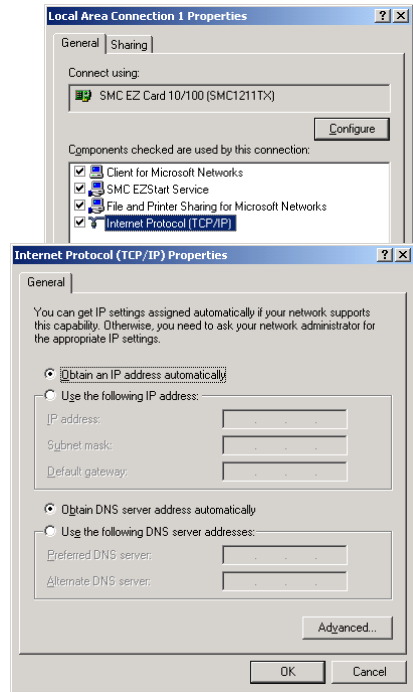 Local Area Connection 1 Properties
General Sharing
Connect using:
SMC EZ Card 10/100 (SMC1211TX)
Configure
Components checked are used by this connection:
Client for Microsoft Networks
SMC EZStart Service
File and Printer Sharing for Microsoft Networks
Internet Protocol (TCP/IP)
Internet Protocol (TCP/IP) Properties
General
You can get IP settings assigned automatically if your network supports
this capability. Otherwise, you need to ask your network administrator for
the appropriate IP settings.
Obtain an IP address automatically
Use the following IP address:
IP address:
Subnet mask:
Default gateway:
Obtain DNS server address automatically
Use the following DNS server addresses:
Preferred DNS server:
Alternate DNS server:
Advanced...
OK Cancel